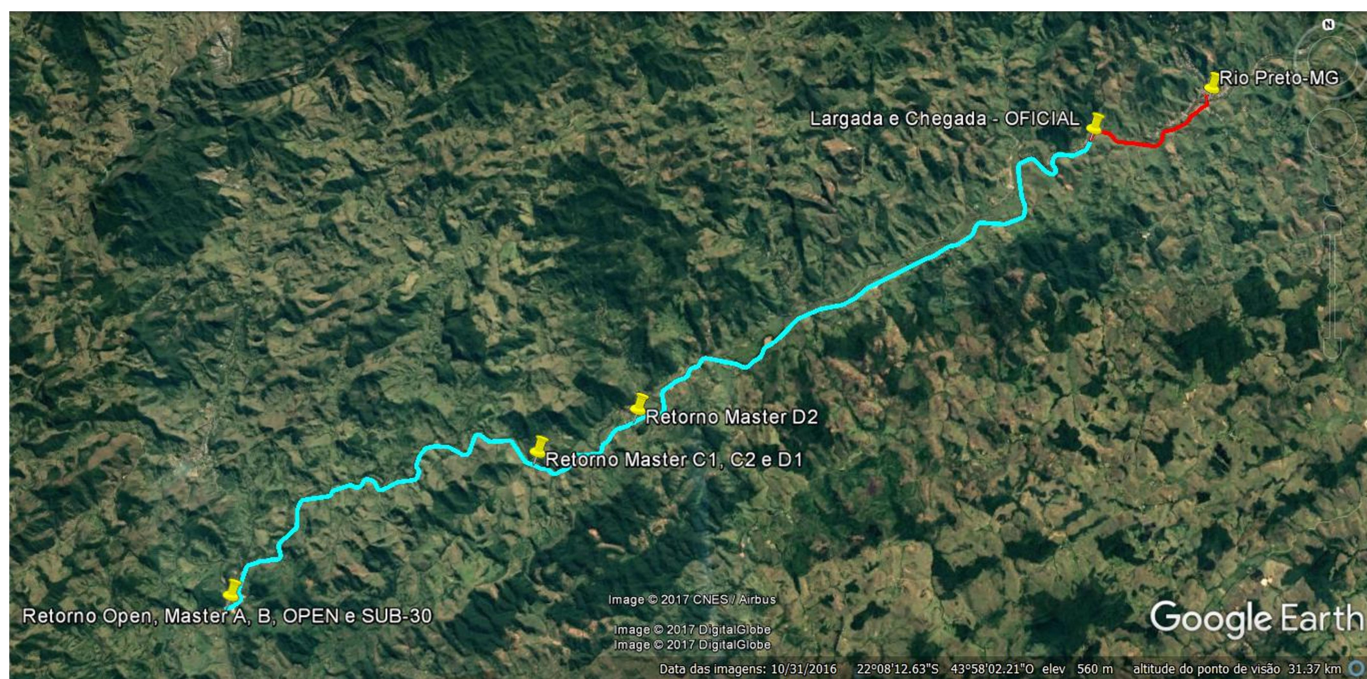 N
Rio Preto-MG
Largada e Chegada - OFICIAL
Retorno Master D2
Retorno Master C1, C2 e D1
Retorno Open, Master A, B, OPEN e SUB-30
Image © 2017 CNES / Airbus
Image © 2017 DigitalGlobe
Image © 2017 DigitalGlobe
Google Earth
Data das imagens: 10/31/2016 22°08'12.63"S 43°58'02.21"O elev 560 m altitude do ponto de visão 31.37 km